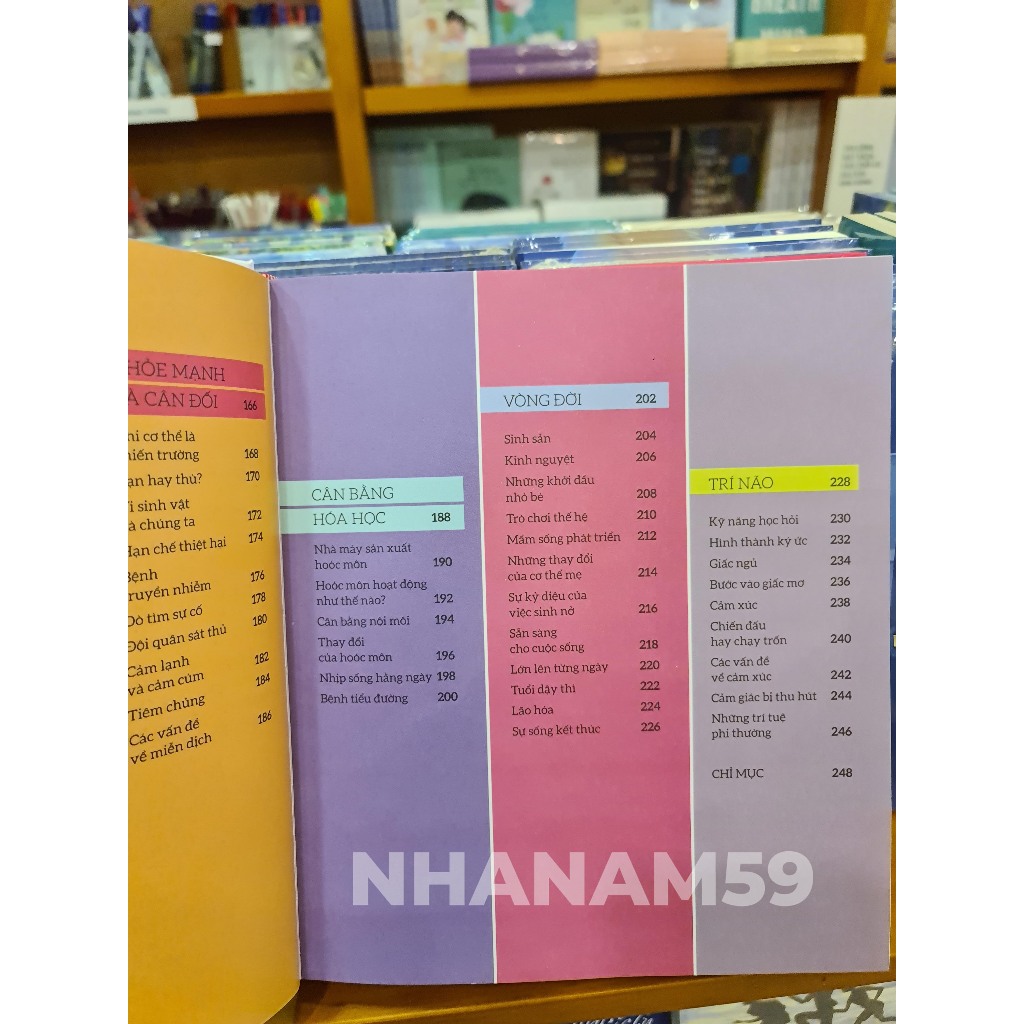 BREATH
HỎE MẠNH
À CÂN ĐỐI 166
hi cơ thể là
hiến trường 168
ạn hay thù? 170
i sinh vật
à chúng ta 172
Hạn chế thiệt hại 174
Bệnh
ruyền nhiễm 176
Dò tìm sự cố 178
Đội quân sát thủ 180
Cảm lạnh
và cảm cúm 182
Tiêm chủng 184
Các vấn đề
về miễn dịch 186
CÂN BẰNG
HÓA HỌC 188
Nhà máy sản xuất
hoóc môn 190
Hoóc môn hoạt động
như thế nào? 192
Cân bằng nội môi 194
Thay đổi
của hoóc môn 196
Nhịp sống hằng ngày 198
Bệnh tiểu đường 200
VÒNG ĐỜI 202
Sinh sản 204
Kinh nguyệt 206
Những khởi đầu
nhỏ bé 208
Trò chơi thế hệ 210
Mầm sống phát triển 212
Những thay đổi
của cơ thể mẹ 214
Sự kỳ diệu của
việc sinh nở 216
Sẵn sàng
cho cuộc sống 218
Lớn lên từng ngày 220
Tuổi dậy thì 222
Lão hóa 224
Sự sống kết thúc 226
TRÍ NÃO 228
Kỹ năng học hỏi 230
Hình thành ký ức 232
Giấc ngủ 234
Bước vào giấc mơ 236
Cảm xúc 238
Chiến đấu
hay chạy trốn 240
Các vấn đề
về cảm xúc 242
Cảm giác bị thu hút 244
Những trí tuệ
phi thường 246
CHỈ MỤC 248
NHANAM59